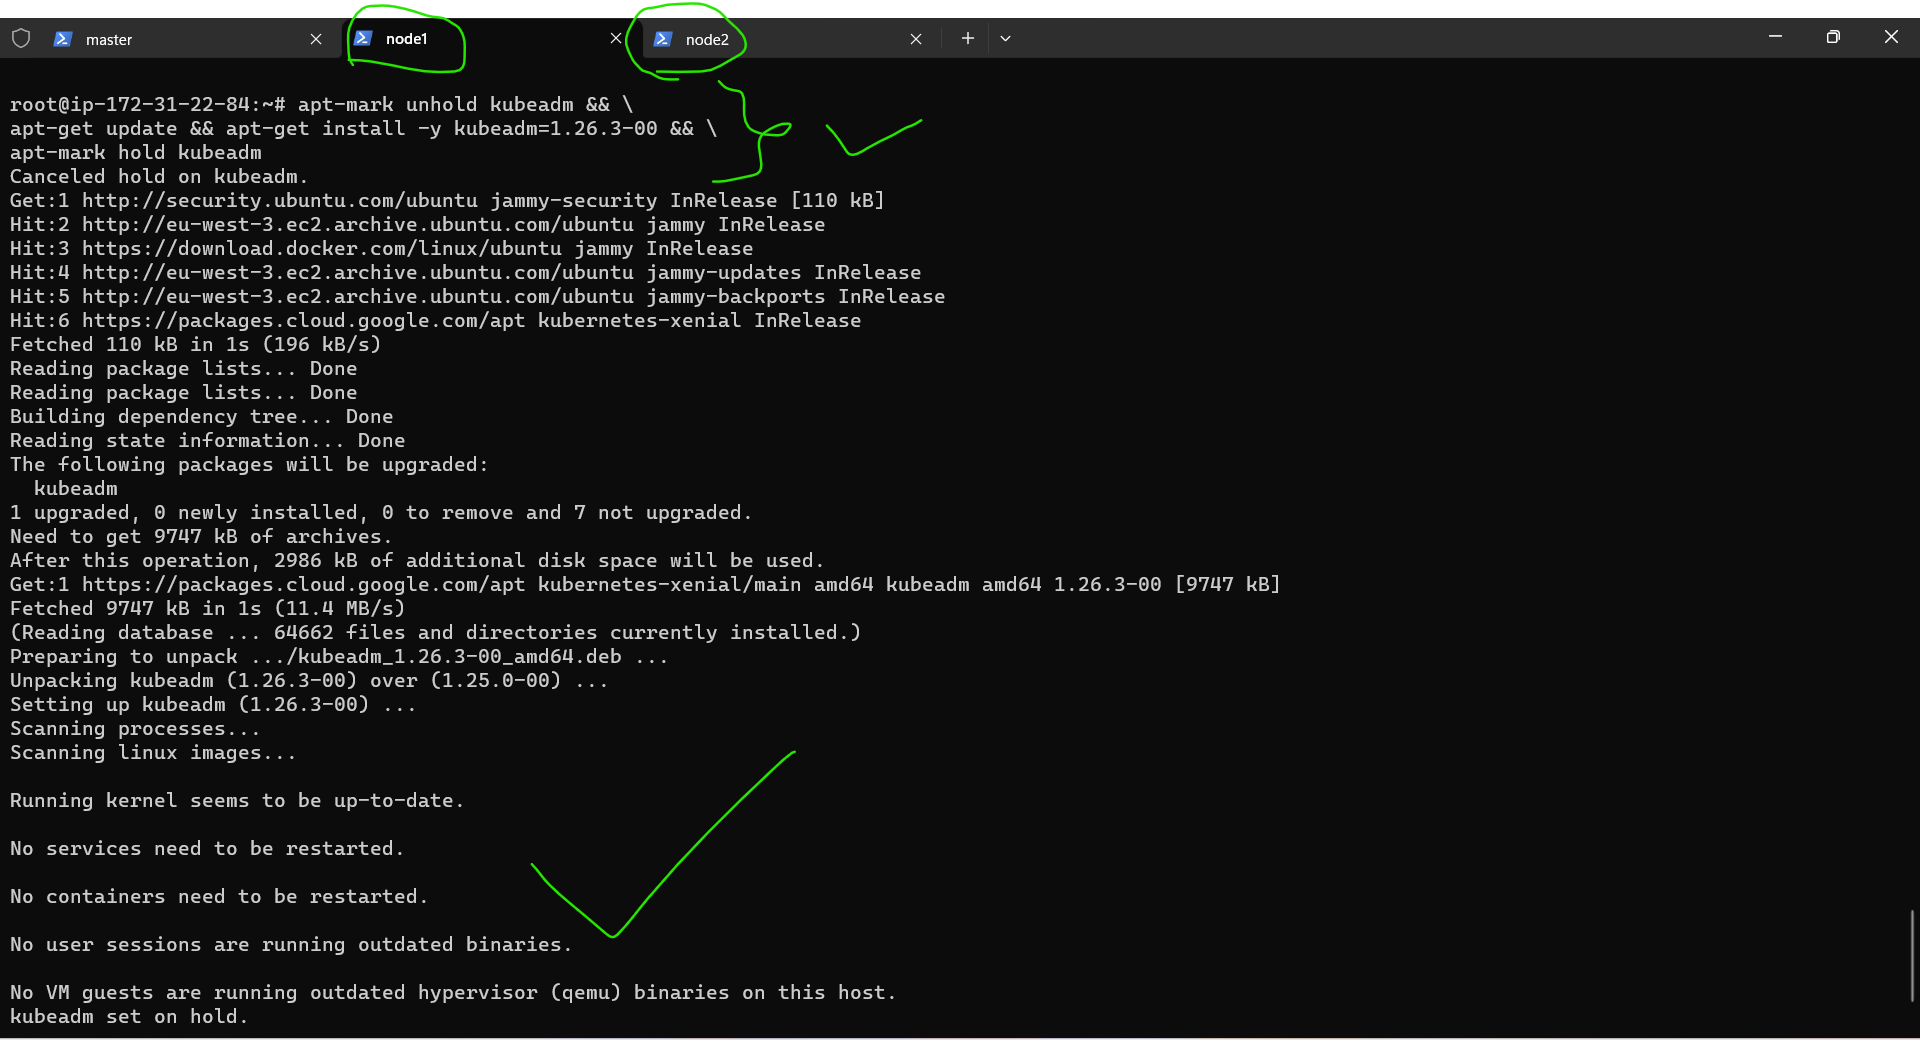 master
node1
node2
root@ip-172-31-22-84:~# apt-mark unhold kubeadm && \
apt-get update && apt-get install -y kubeadm=1.26.3-00 && \
apt-mark hold kubeadm
Canceled hold on kubeadm.
Get:1 http://security.ubuntu.com/ubuntu jammy-security InRelease [110 kB]
Hit:2 http://eu-west-3.ec2.archive.ubuntu.com/ubuntu jammy InRelease
Hit:3 https://download.docker.com/linux/ubuntu jammy InRelease
Hit:4 http://eu-west-3.ec2.archive.ubuntu.com/ubuntu jammy-updates InRelease
Hit:5 http://eu-west-3.ec2.archive.ubuntu.com/ubuntu jammy-backports InRelease
Hit:6 https://packages.cloud.google.com/apt kubernetes-xenial InRelease
Fetched 110 kB in 1s (196 kB/s)
Reading package lists... Done
Reading package lists... Done
Building dependency tree... Done
Reading state information... Done
The following packages will be upgraded:
  kubeadm
1 upgraded, 0 newly installed, 0 to remove and 7 not upgraded.
Need to get 9747 kB of archives.
After this operation, 2986 kB of additional disk space will be used.
Get:1 https://packages.cloud.google.com/apt kubernetes-xenial/main amd64 kubeadm amd64 1.26.3-00 [9747 kB]
Fetched 9747 kB in 1s (11.4 MB/s)
(Reading database ... 64662 files and directories currently installed.)
Preparing to unpack .../kubeadm_1.26.3-00_amd64.deb ...
Unpacking kubeadm (1.26.3-00) over (1.25.0-00) ...
Setting up kubeadm (1.26.3-00) ...
Scanning processes...
Scanning linux images...
Running kernel seems to be up-to-date.
No services need to be restarted.
No containers need to be restarted.
No user sessions are running outdated binaries.
No VM guests are running outdated hypervisor (qemu) binaries on this host.
kubeadm set on hold.